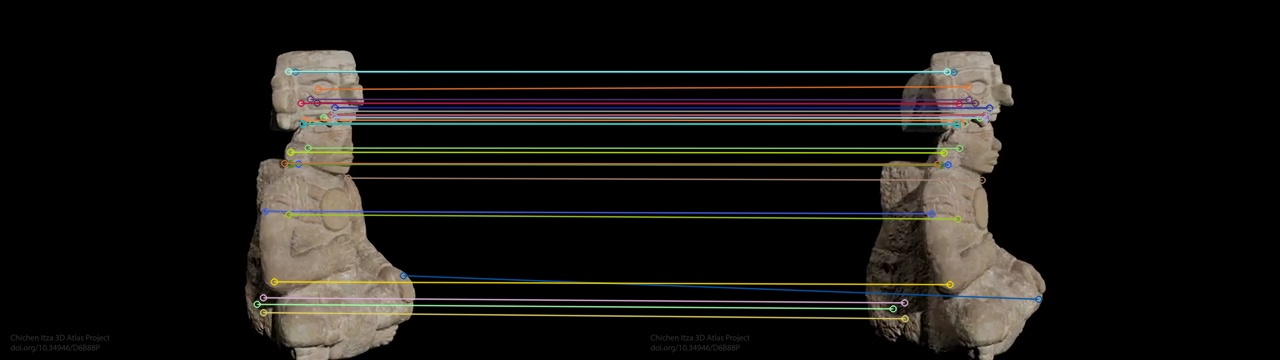 Chichen Itza 3D Atlas Project
doi.org/10.34946/D6B88P
Chichen Itza 3D Atlas Project
doi.org/10.34946/D6B88P